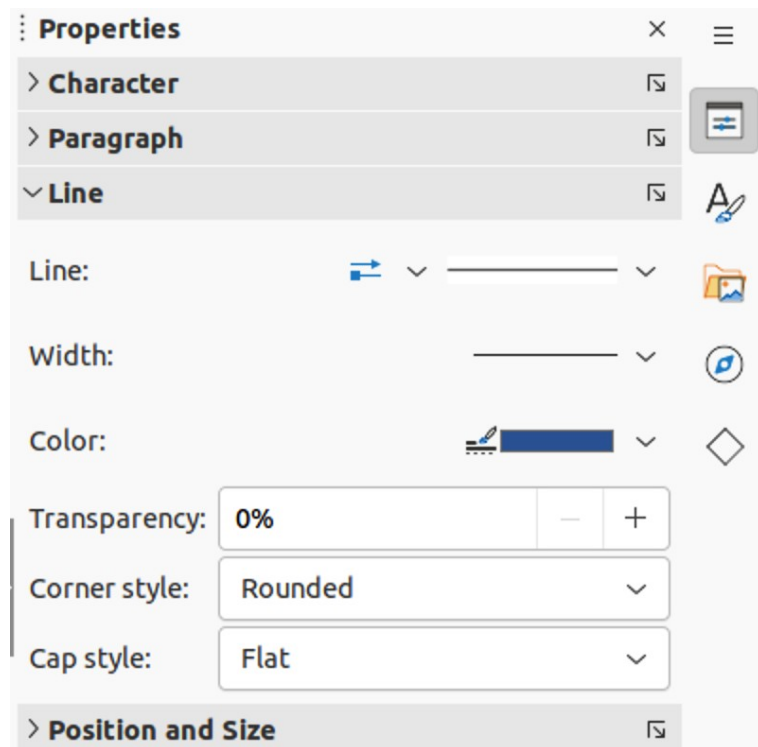 Properties
Character
Paragraph
Line
Line:
Width:
Color:
Transparency: 0%
Corner style: Rounded
Cap style: Flat
Position and Size